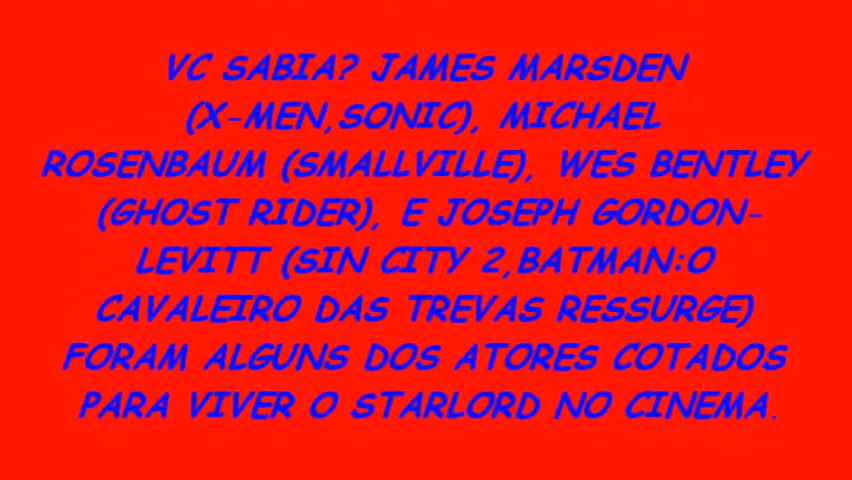 VC SABIA? JAMES MARSDEN
(X-MEN,SONIC), MICHAEL
ROSENBAUM (SMALLVILLE), WES BENTLEY
(GHOST RIDER), E JOSEPH GORDON-
LEVITT (SIN CITY 2,BATMAN:O
CAVALEIRO DAS TREVAS RESSURGE)
FORAM ALGUNS DOS ATORES COTADOS
PARA VIVER O STARLORD NO CINEMA.